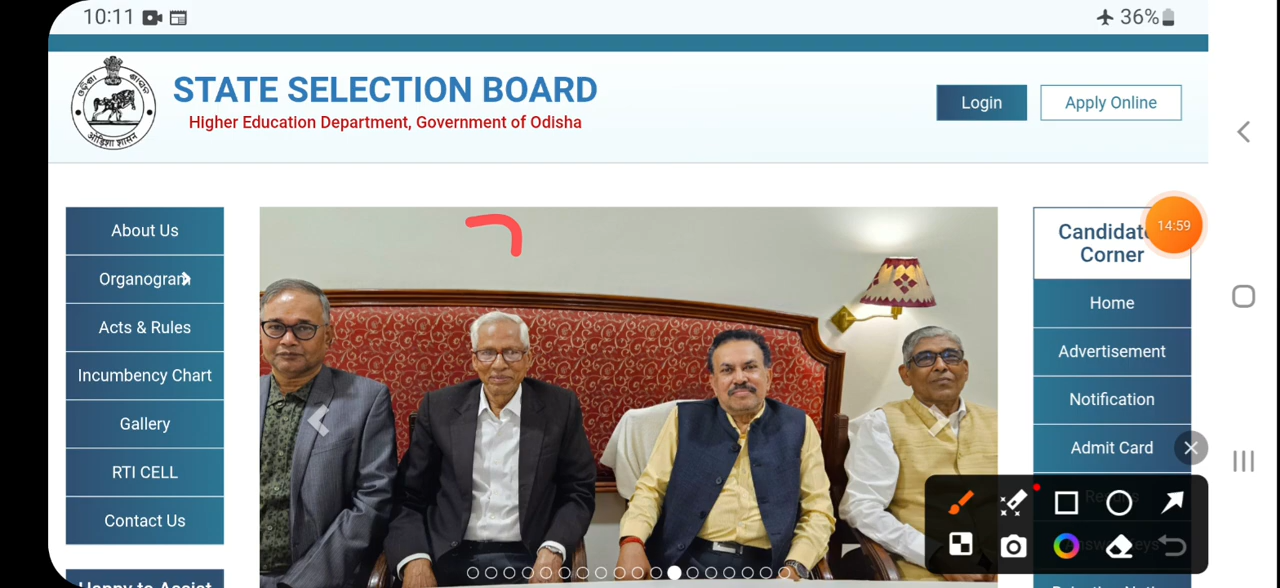 10:11
36%
STATE SELECTION BOARD
Higher Education Department, Government of Odisha
Login
Apply Online
About Us
Organogram
Acts & Rules
Incumbency Chart
Gallery
RTI CELL
Contact Us
14:59
Corner
Home
Advertisement
Notification
Admit Card